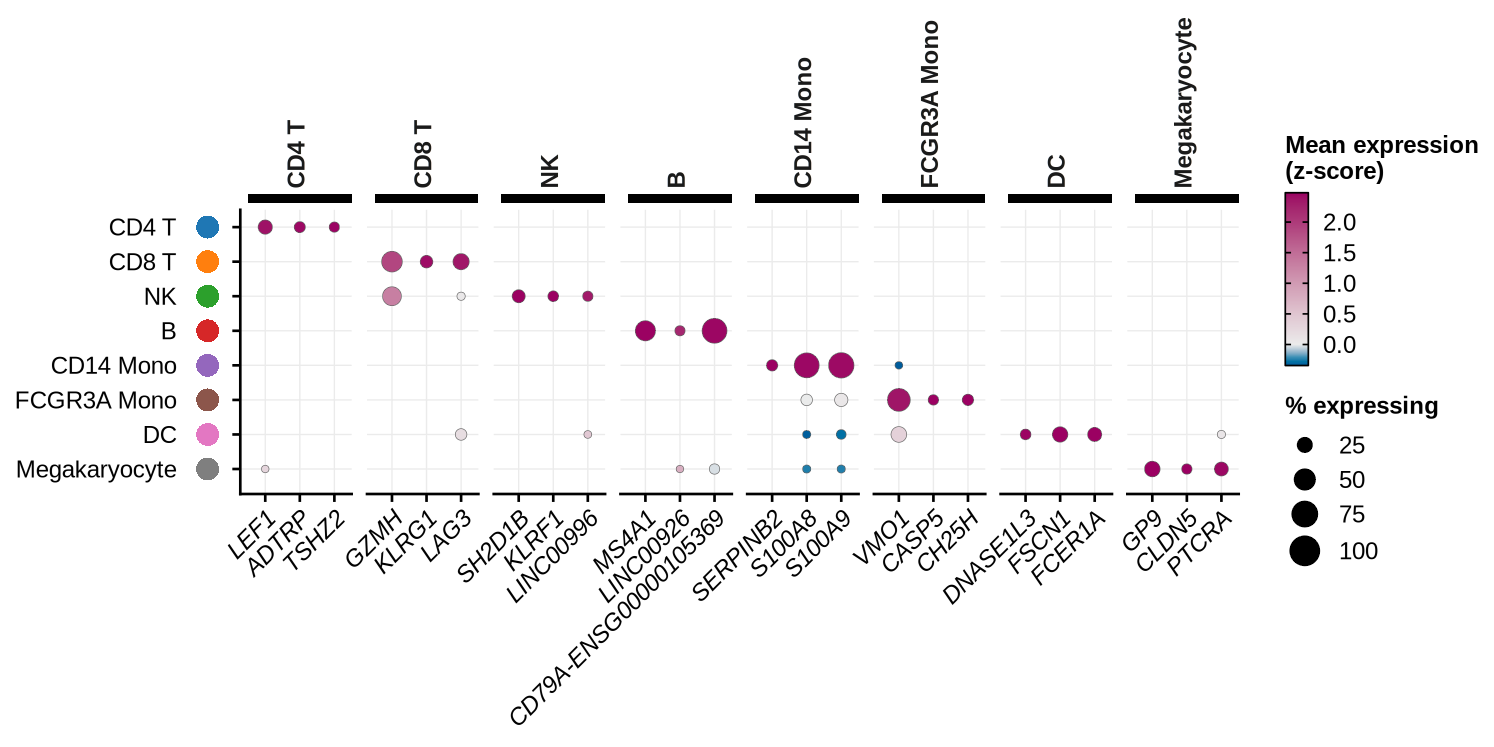 CD4 T
CD8 T
NK
B
CD14 Mono
FCGR3A Mono
DC
Megakaryocyte
CD4 T
CD8 T
NK
B
CD14 Mono
FCGR3A Mono
DC
Megakaryocyte
LEF1
ADTRP
TSHZ2
GZMH
KLRG1
LAG3
SH2D1B
KLRF1
LINC00996
MS4A1
LINC00926
CD79A-ENSG00000105369
SERPINB2
S100A8
S100A9
VMO1
CASP5
CH25H
DNASE1L3
FSCN1
FCER1A
GP9
CLDN5
PTCRA
Mean expression
(z-score)
2.0
1.5
1.0
0.5
0.0
% expressing
25
50
75
100